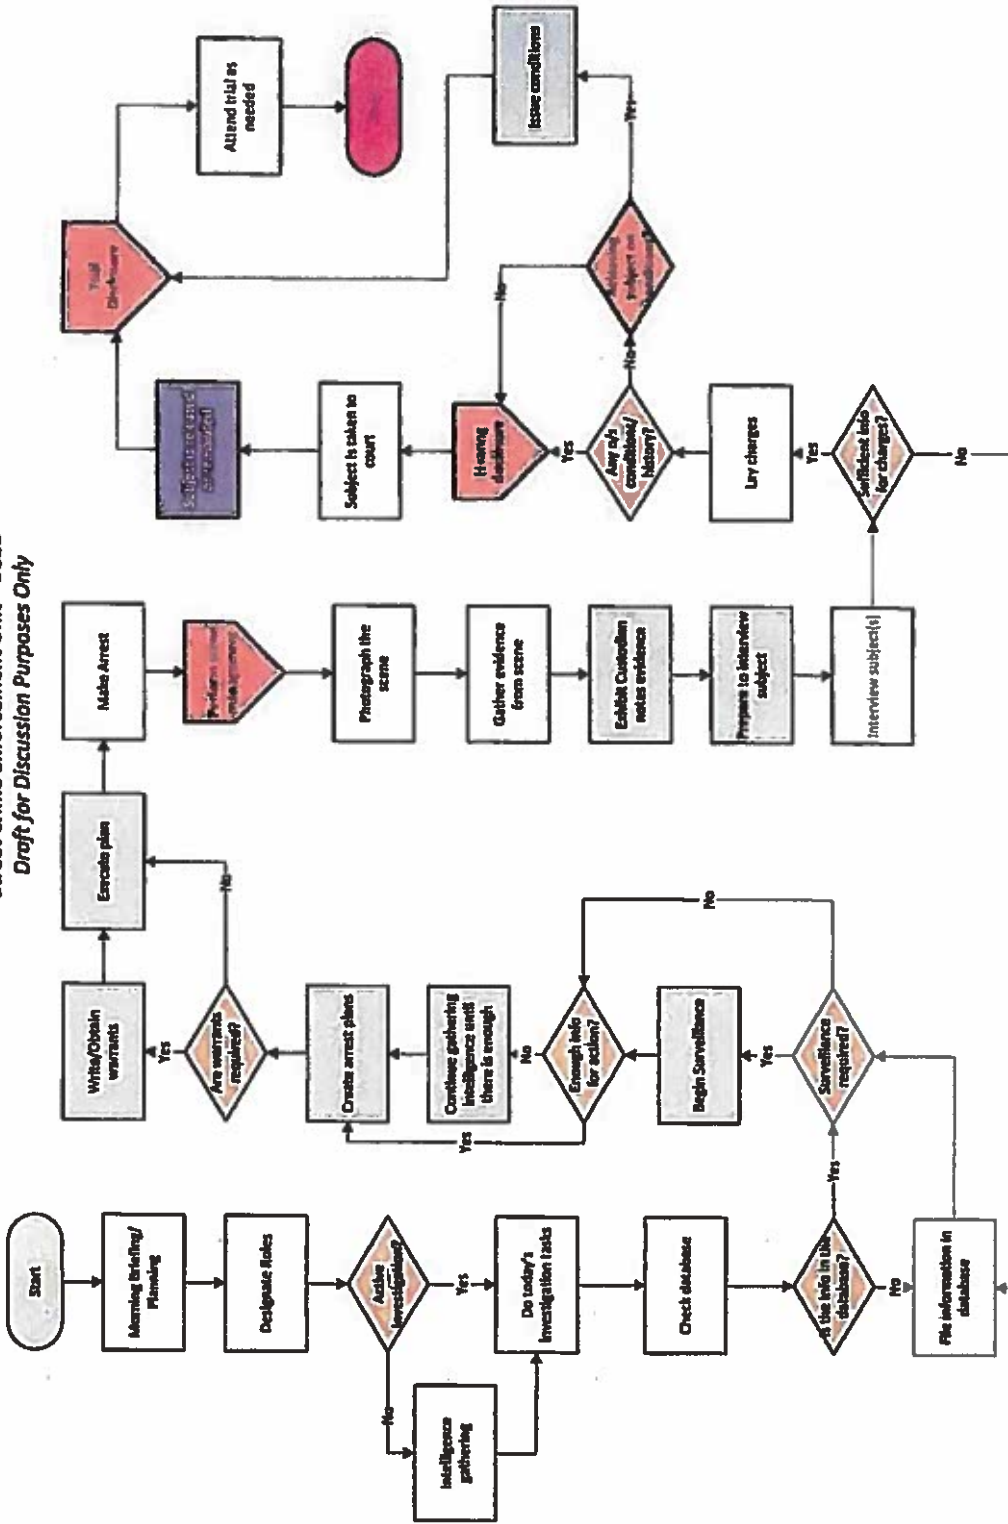 Draft for Discussion Purposes Only
Start
Morning Briefing/
Planning
Designate Roles
Active
Investigation?
No
Intelligence
gathering
Yes
Do today's
investigation tasks
Check database
Is the info in the
database?
No
File information in
database
Yes
Surveillance
required?
No
Yes
Begin Surveillance
Enough info
for action?
Yes
No
Continue gathering
intelligence until
there is enough
Create arrest plans
Are warrants
required?
No
Yes
Write/Obtain
warrants
Execute plan
Make Arrest
Photograph the
scene
Gather evidence
from scene
Exhibit Custodian
notes evidence
Prepare to interview
subject
Interview subject(s)
Sufficient info
for charges?
No
Yes
Lay charges
Any o/s
conditions/
history?
No
Yes
subject on
No
Yes
Issue conditions
disclosure
Subject is taken to
court
Trial
Disclosure
Attend trial as
needed